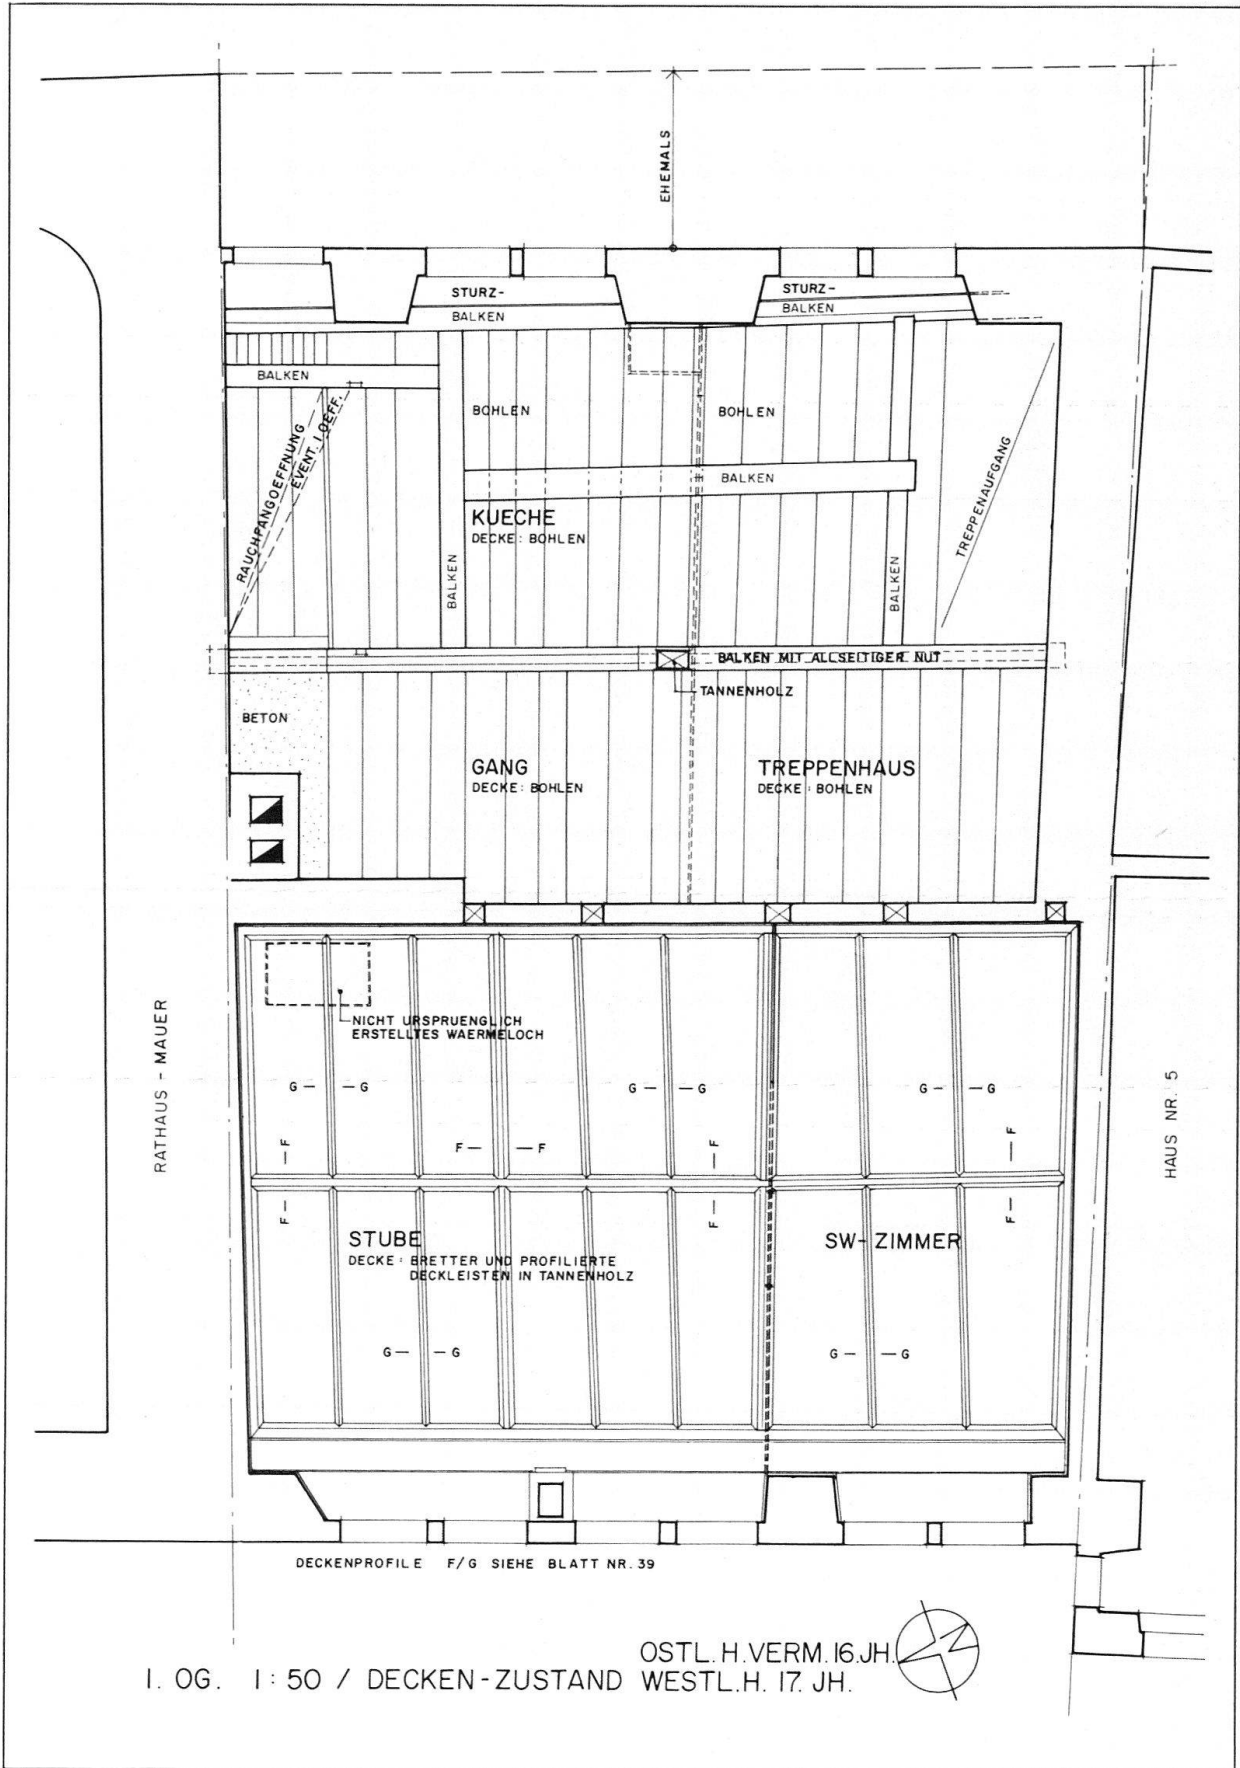 EHEMALS
STURZ-
BALKEN
STURZ-
BALKEN
BALKEN
BOHLEN
BOHLEN
RAUCHFANGOEFFNUNG
EVENT. 1 OEFF.
BALKEN
TREPPENAUFGANG
KUECHE
DECKE: BOHLEN
BALKEN
BALKEN
BALKEN MIT ALLSEITIGER NUT
TANNENHOLZ
BETON
GANG
DECKE: BOHLEN
TREPPENHAUS
DECKE: BOHLEN
NICHT URSPRUENGLICH
ERSTELLTES WAERMELOCH
RATHAUS - MAUER
HAUS NR. 5
G — — G
G — — G
G — — G
F — — F
F — — F
F — — F
F — — F
STUBE
DECKE: BRETTER UND PROFILIERTE
DECKLEISTEN IN TANNENHOLZ
SW-ZIMMER
G — — G
G — — G
DECKENPROFILE F/G SIEHE BLATT NR. 39
OSTL. H. VERM. 16. JH.
1. OG. 1:50 / DECKEN-ZUSTAND WESTL. H. 17. JH.
N